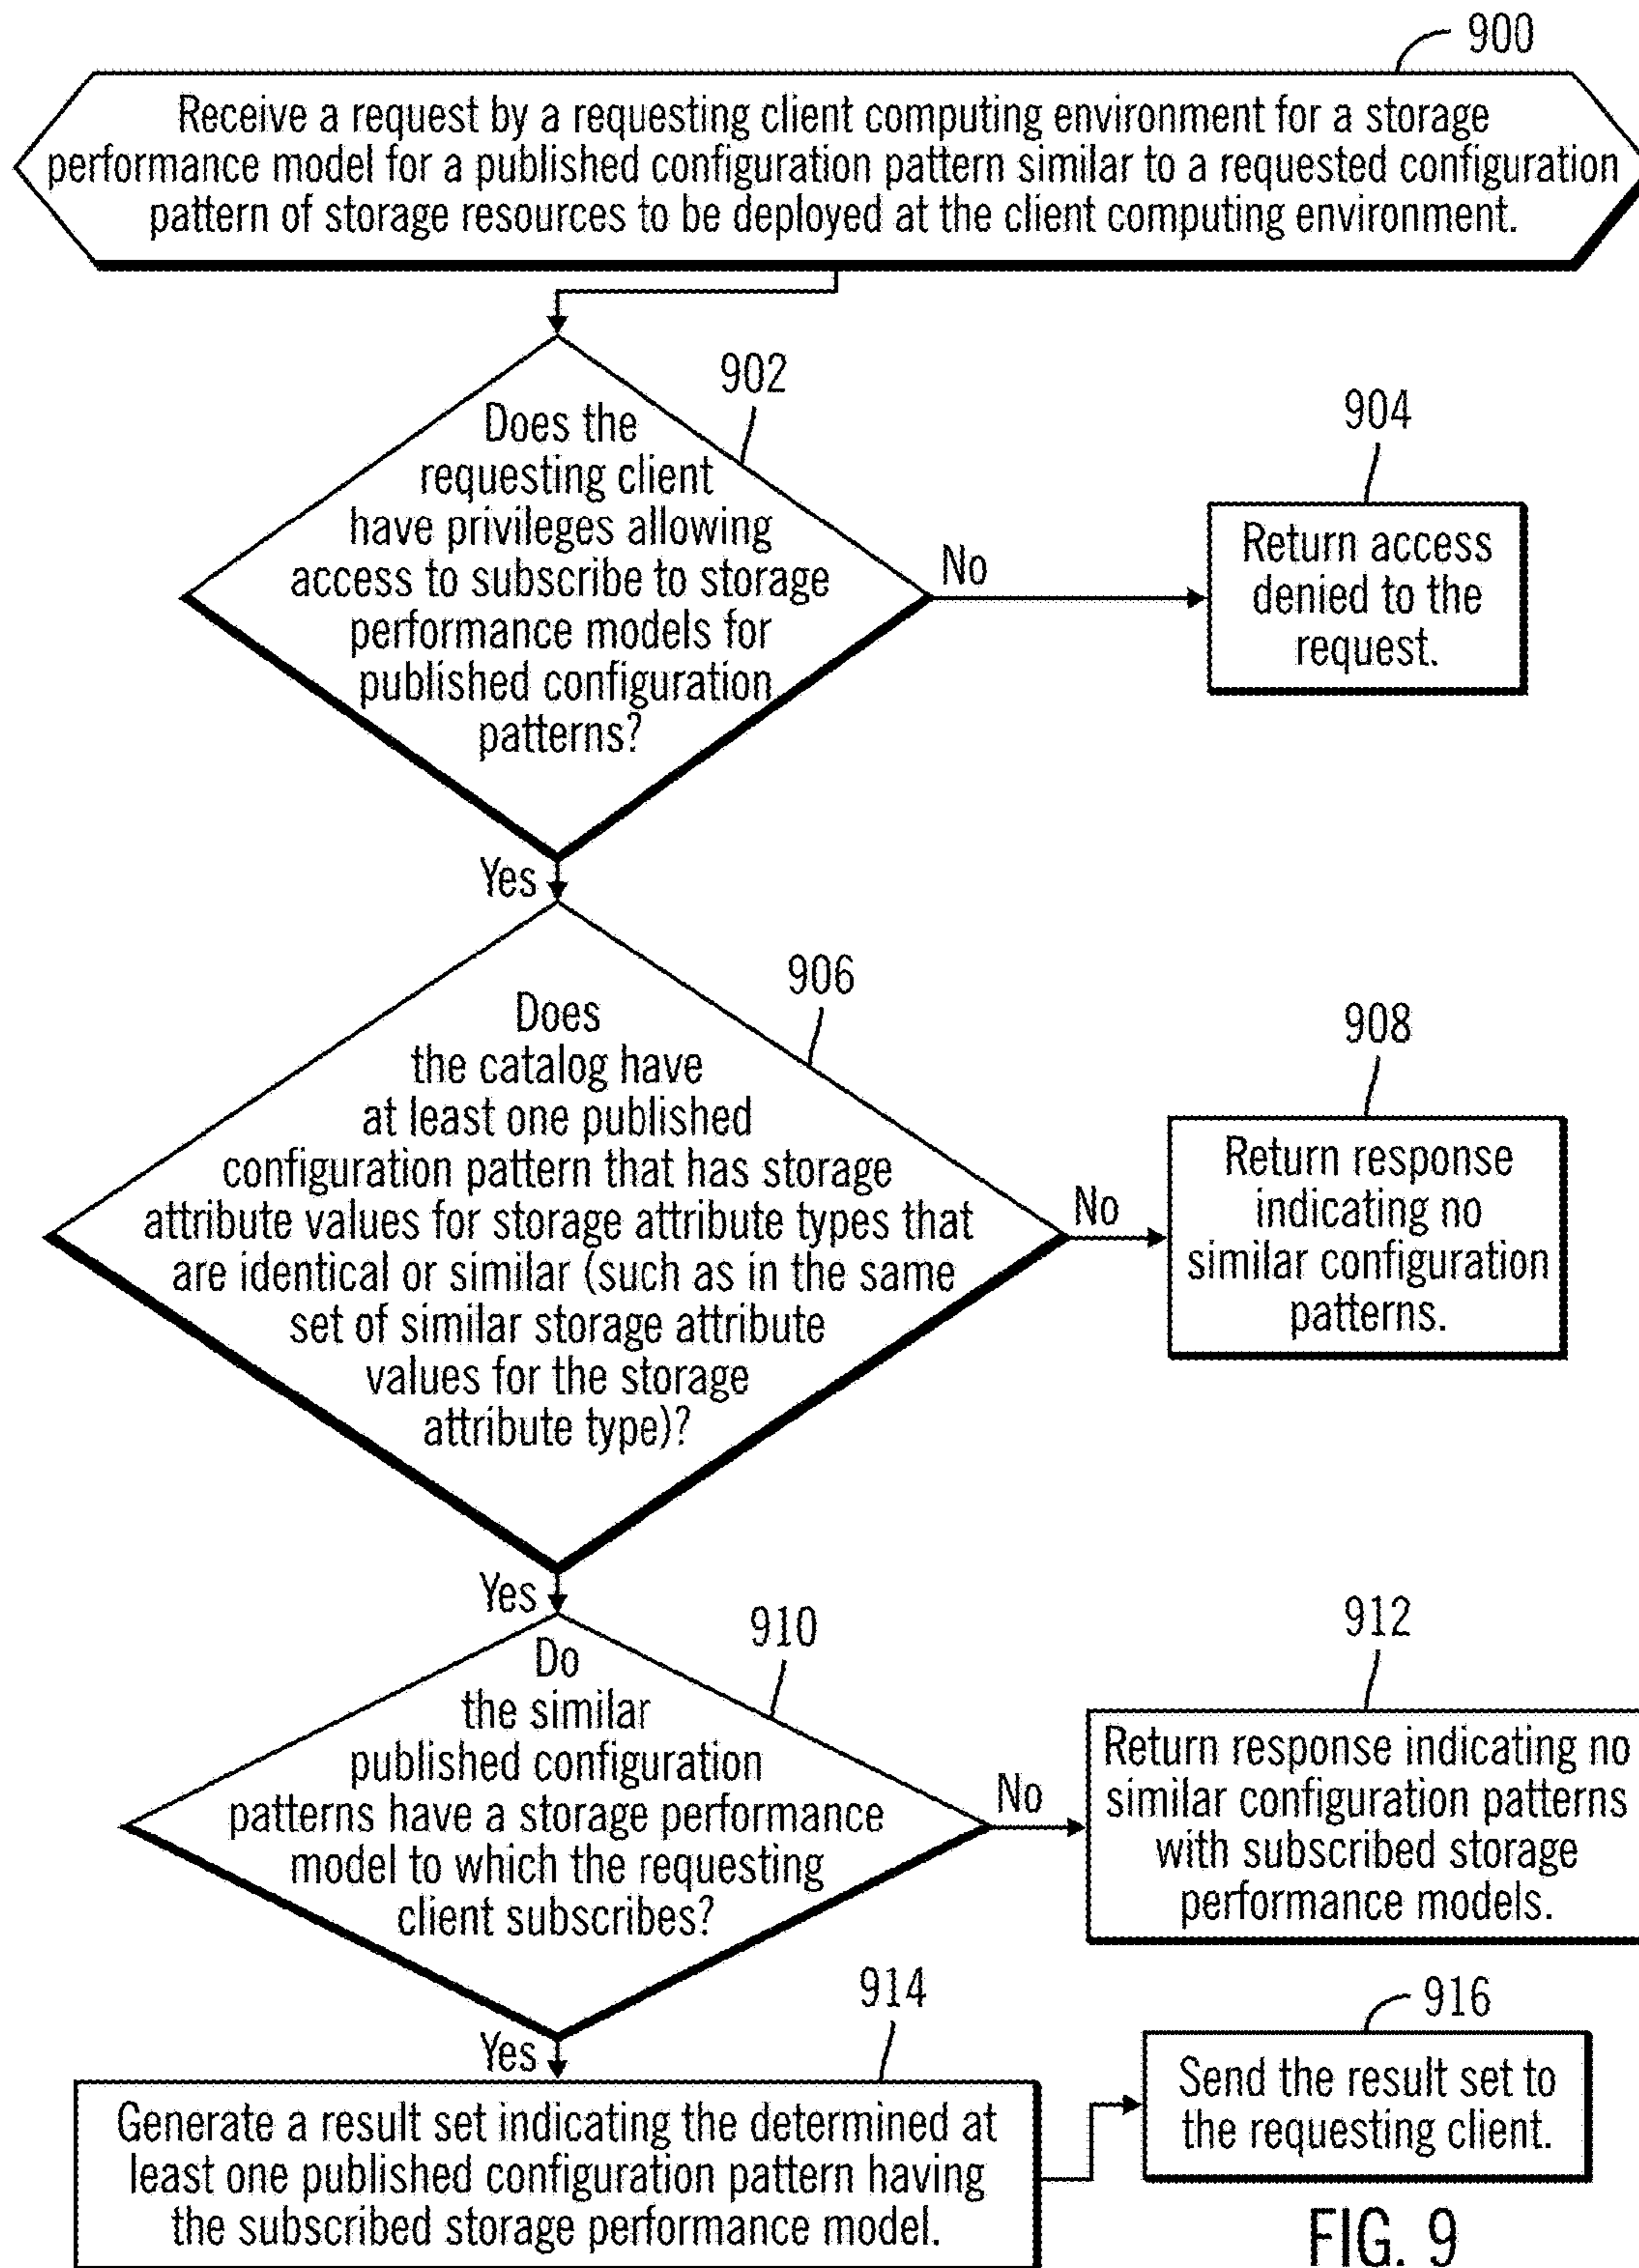 900
Receive a request by a requesting client computing environment for a storage
performance model for a published configuration pattern similar to a requested configuration
pattern of storage resources to be deployed at the client computing environment.
902
Does the
requesting client
have privileges allowing
access to subscribe to storage
performance models for
published configuration
patterns?
No
904
Return access
denied to the
request.
Yes
906
Does
the catalog have
at least one published
configuration pattern that has storage
attribute values for storage attribute types that
are identical or similar (such as in the same
set of similar storage attribute
values for the storage
attribute type)?
No
908
Return response
indicating no
similar configuration
patterns.
Yes
910
Do
the similar
published configuration
patterns have a storage performance
model to which the requesting
client subscribes?
No
912
Return response indicating no
similar configuration patterns
with subscribed storage
performance models.
Yes
914
Generate a result set indicating the determined at
least one published configuration pattern having
the subscribed storage performance model.
916
Send the result set to
the requesting client.
FIG. 9